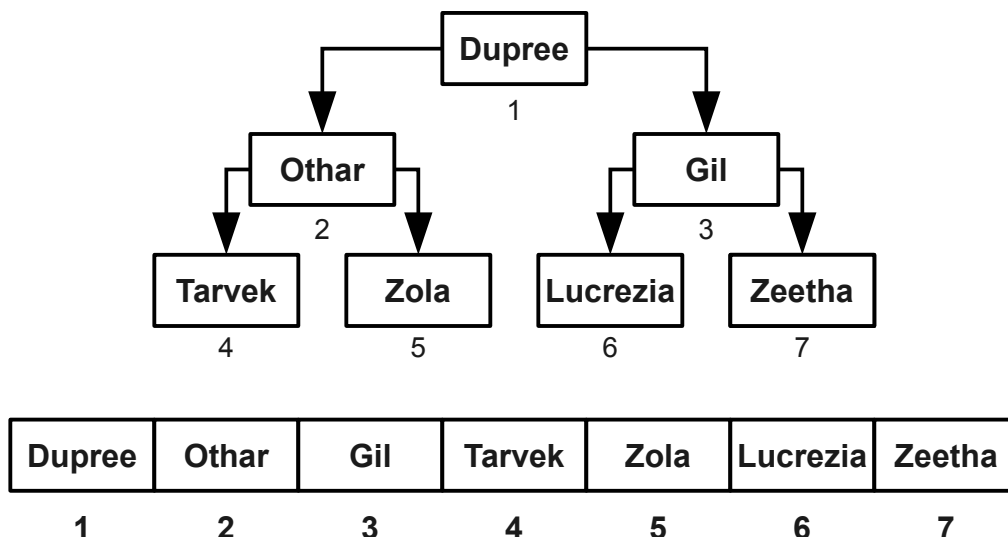 Dupree
1
Othar Gil
2 3
Tarvek Zola Lucrezia Zeetha
4 5 6 7
Dupree Othar Gil Tarvek Zola Lucrezia Zeetha
1 2 3 4 5 6 7